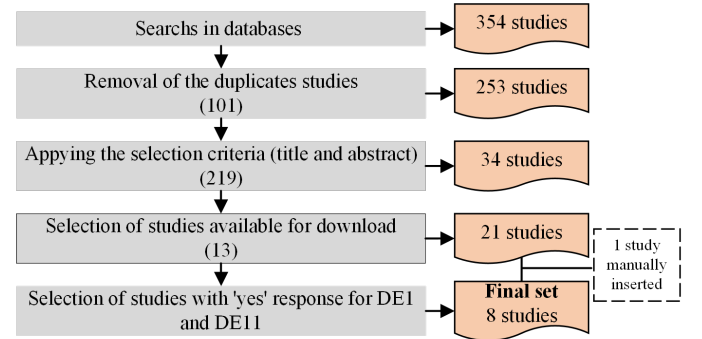 Searchs in databases
354 studies
Removal of the duplicates studies
(101)
253 studies
Appying the selection criteria (title and abstract)
(219)
34 studies
Selection of studies available for download
(13)
21 studies
1 study
manually
inserted
Selection of studies with 'yes' response for DE1
and DE11
Final set
8 studies